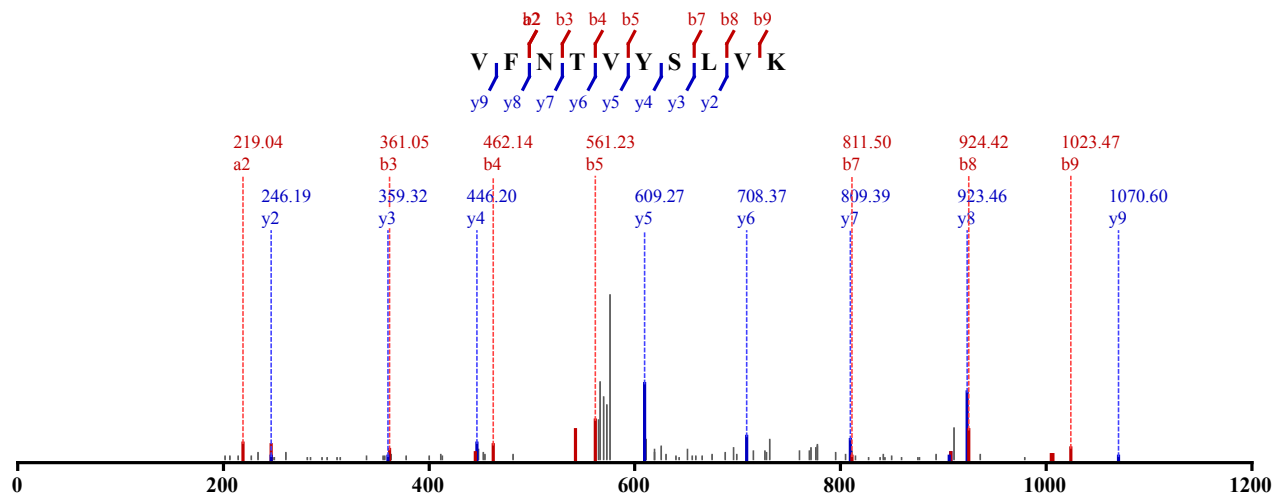 b2 a2 b3 b4 b5 b7 b8 b9
V F N T V Y S L V K
y9 y8 y7 y6 y5 y4 y3 y2
219.04 361.05 462.14 561.23 811.50 924.42 1023.47
a2 b3 b4 b5 b7 b8 b9
246.19 359.32 446.20 609.27 708.37 809.39 923.46 1070.60
y2 y3 y4 y5 y6 y7 y8 y9
0 200 400 600 800 1000 1200